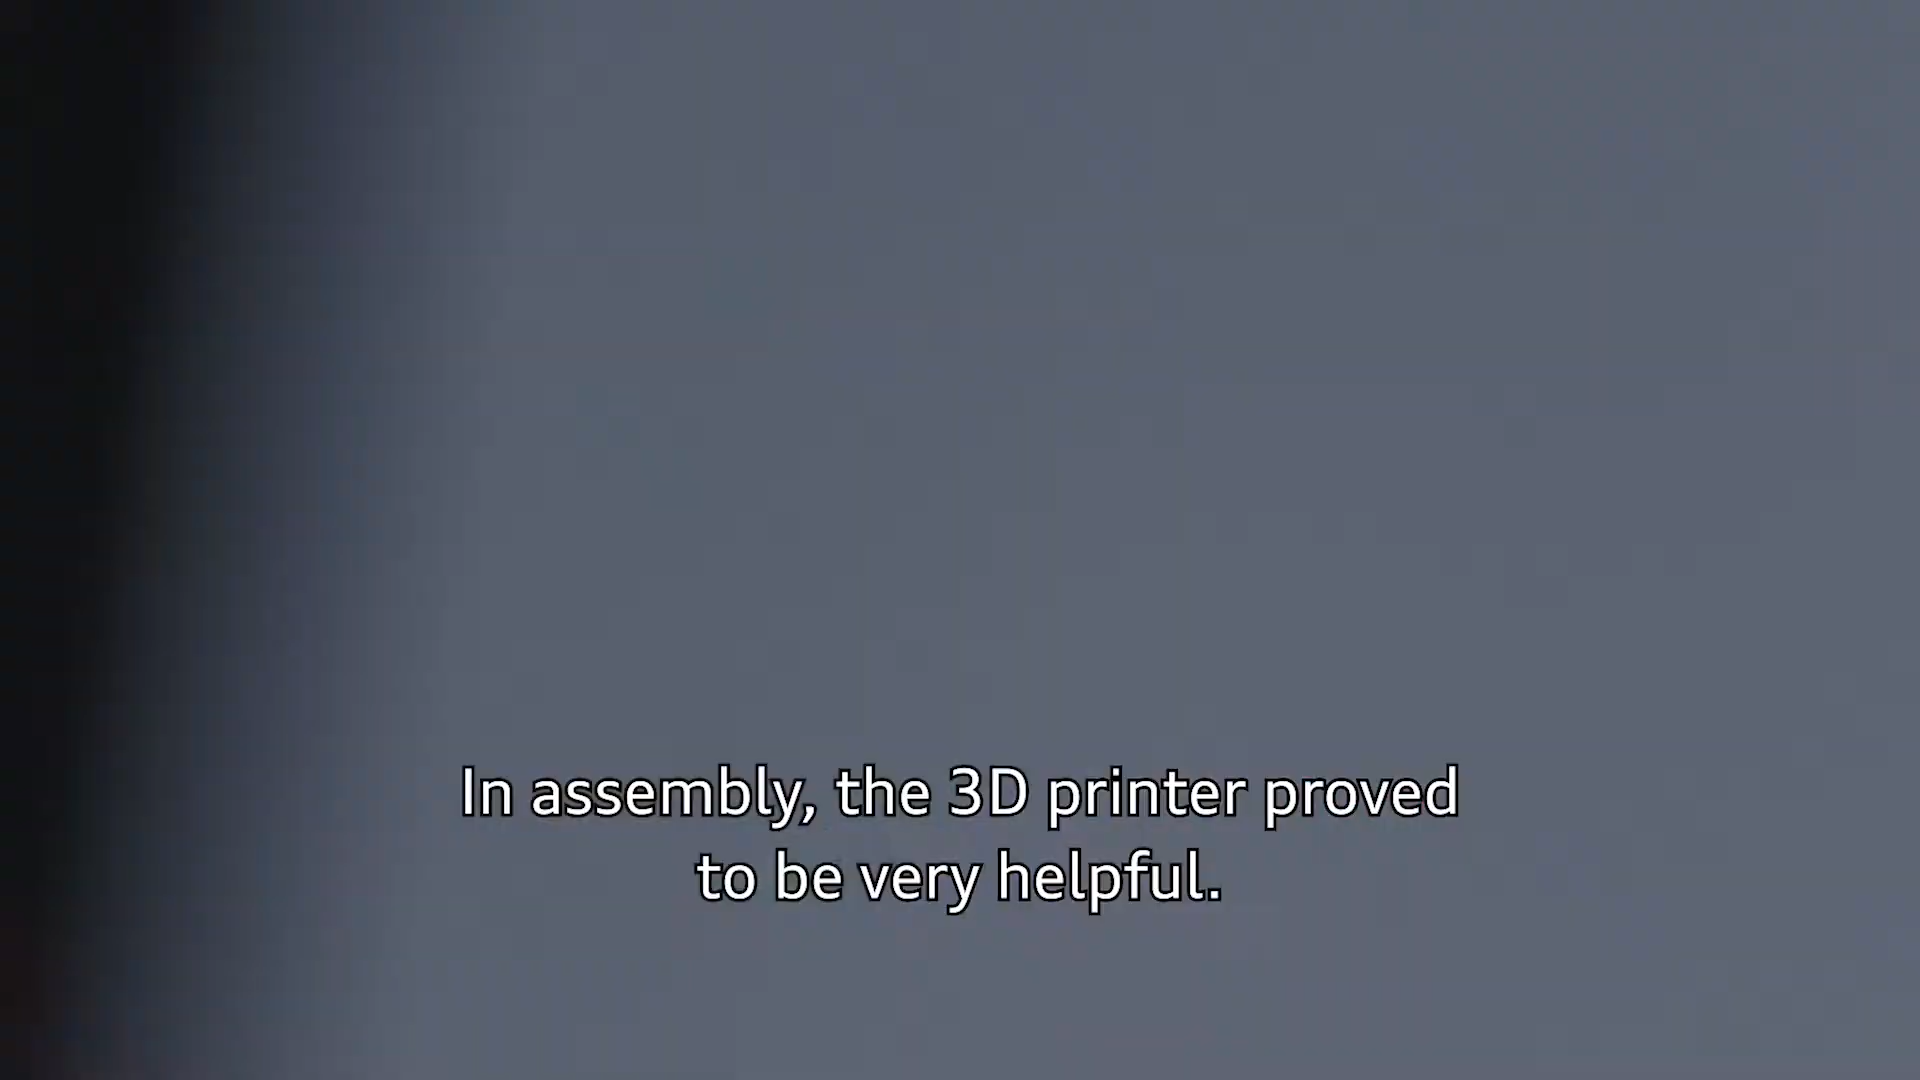 In assembly, the 3D printer proved
to be very helpful.